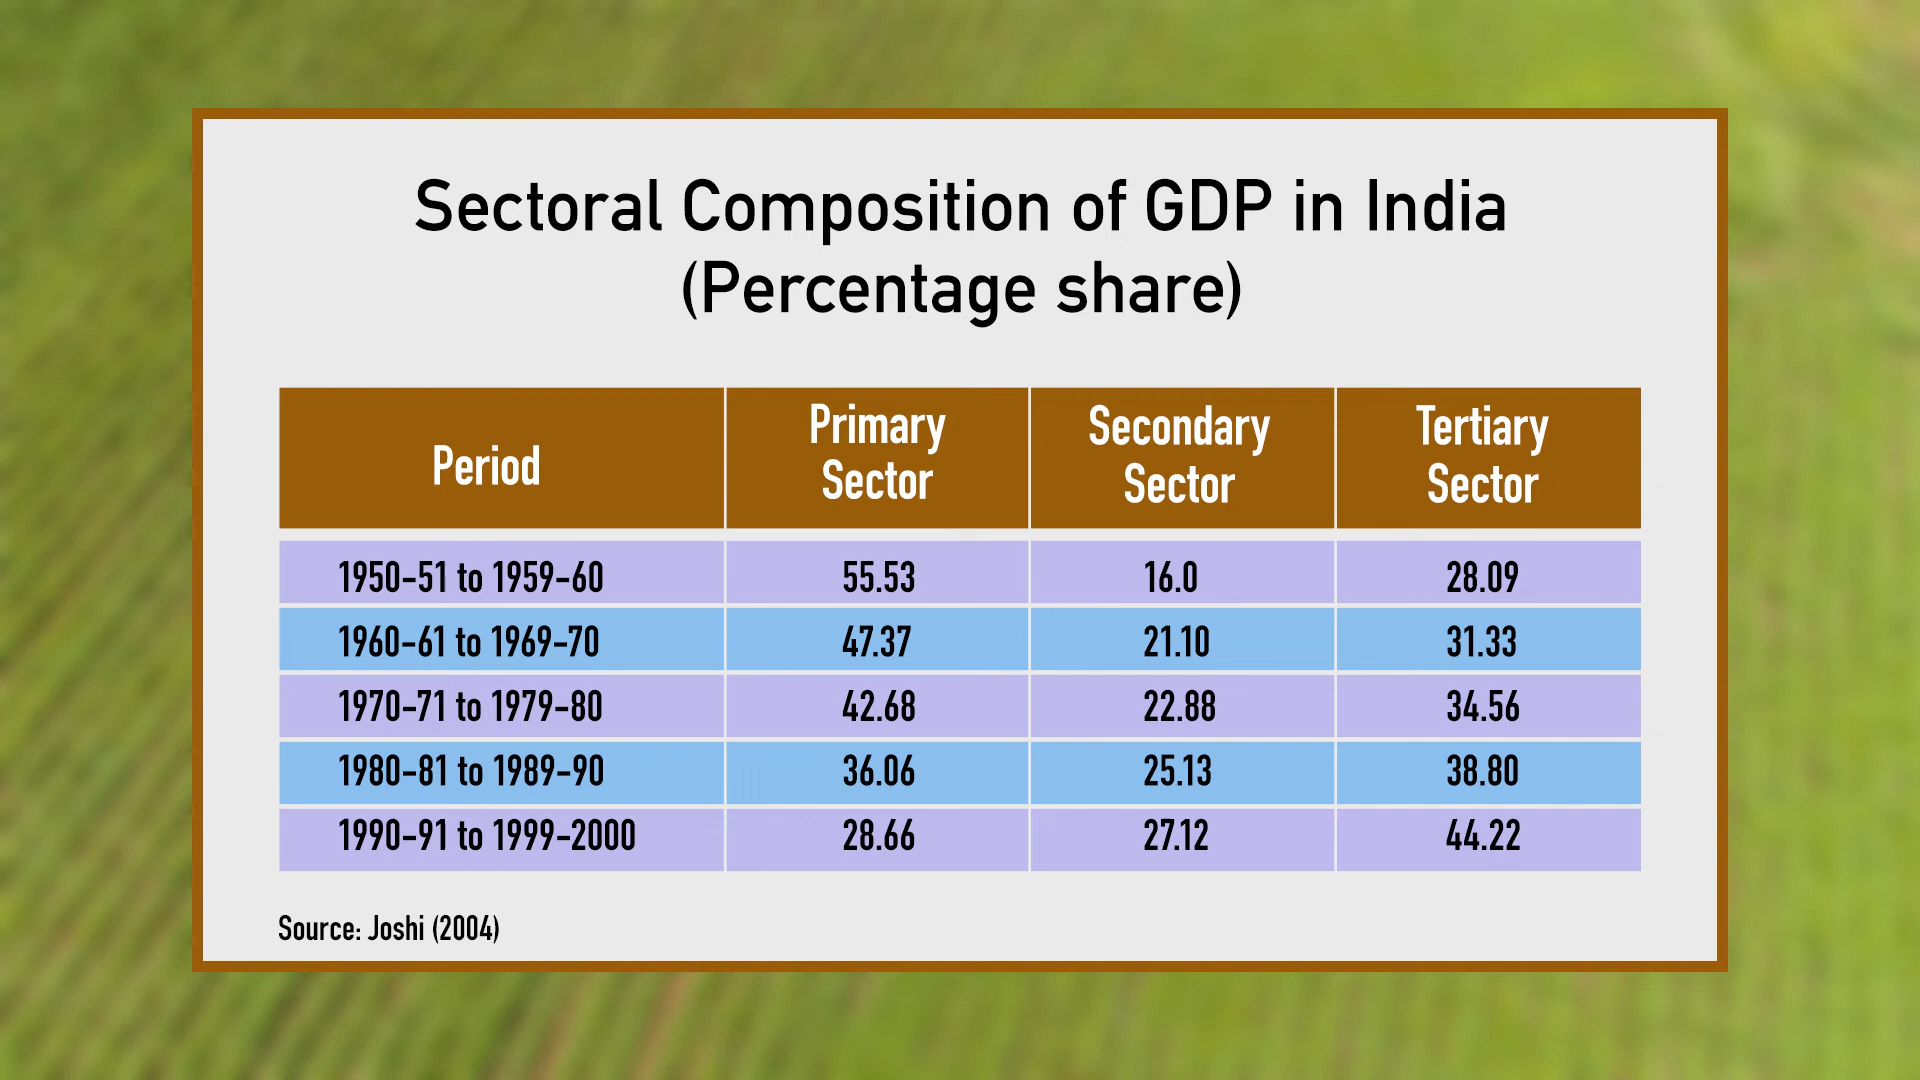 Sectoral Composition of GDP in India
(Percentage share)
Period Primary Sector Secondary Sector Tertiary Sector
1950-51 to 1959-60 55.53 16.0 28.09
1960-61 to 1969-70 47.37 21.10 31.33
1970-71 to 1979-80 42.68 22.88 34.56
1980-81 to 1989-90 36.06 25.13 38.80
1990-91 to 1999-2000 28.66 27.12 44.22
Source: Joshi (2004)